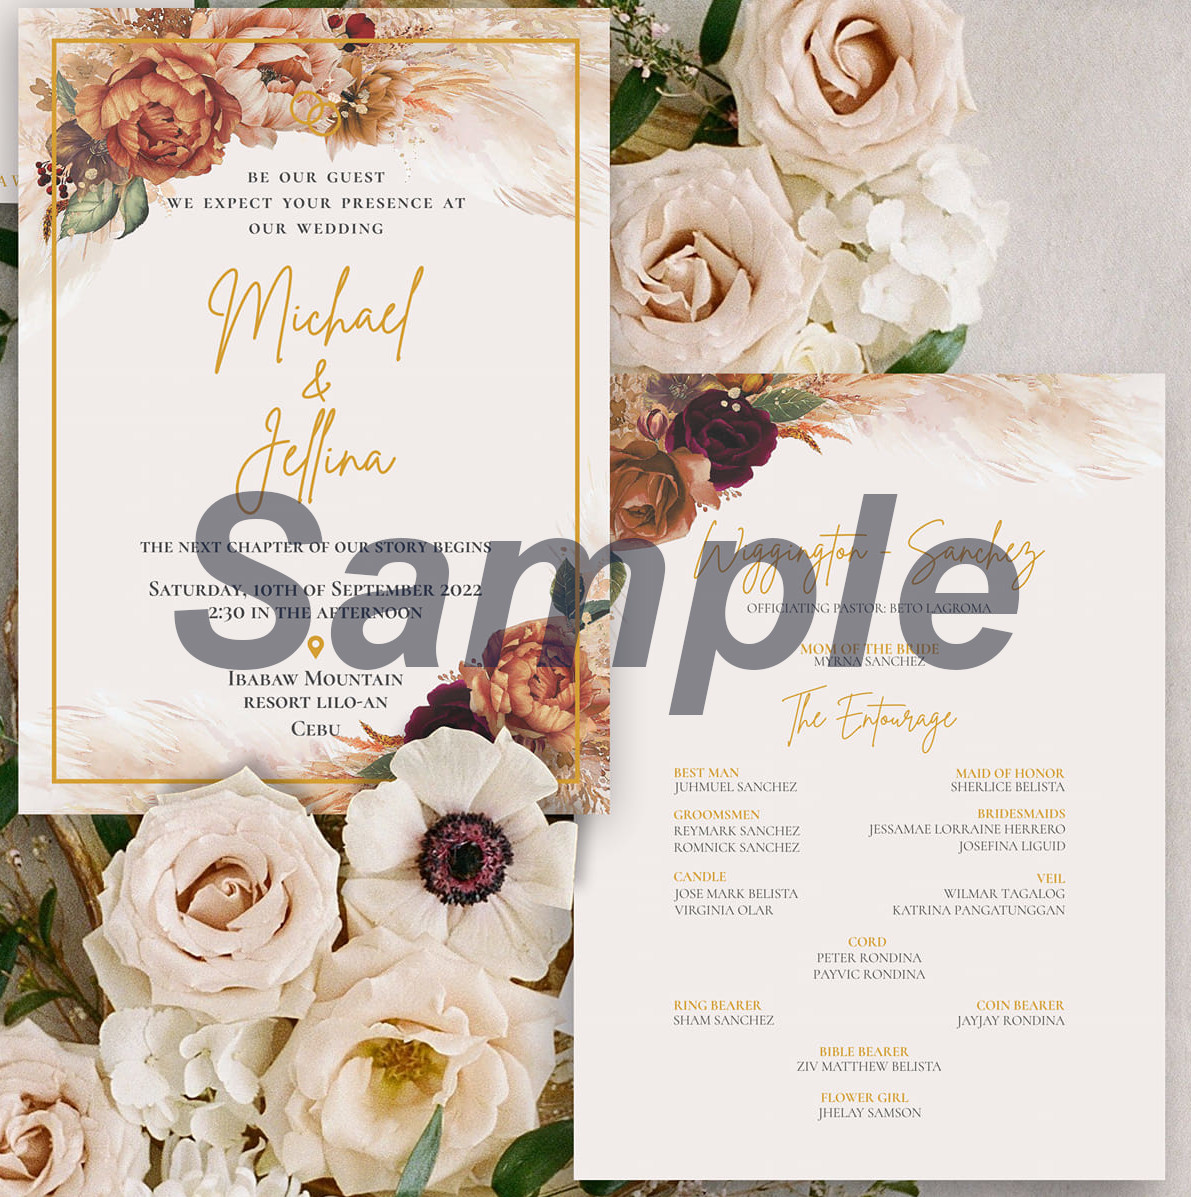 BE OUR GUEST
WE EXPECT YOUR PRESENCE AT
OUR WEDDING
Michael
&
Jellina
THE NEXT CHAPTER OF OUR STORY BEGINS
SATURDAY, 10TH OF SEPTEMBER 2022
2:30 IN THE AFTERNOON
IBABAW MOUNTAIN
RESORT LILO-AN
CEBU
Sample
Wiggington - Sanchez
OFFICIATING PASTOR: BETO LAGROMA
MOM OF THE BRIDE
MYRNA SANCHEZ
The Entourage
BEST MAN
JUHMUEL SANCHEZ
MAID OF HONOR
SHERLICE BELISTA
GROOMSMEN
REYMARK SANCHEZ
ROMNICK SANCHEZ
BRIDESMAIDS
JESSAMAE LORRAINE HERRERO
JOSEFINA LIGUID
CANDLE
JOSE MARK BELISTA
VIRGINIA OLAR
VEIL
WILMAR TAGALOG
KATRINA PANGATUNGGAN
CORD
PETER RONDINA
PAYVIC RONDINA
RING BEARER
SHAM SANCHEZ
COIN BEARER
JAYJAY RONDINA
BIBLE BEARER
ZIV MATTHEW BELISTA
FLOWER GIRL
JHELAY SAMSON